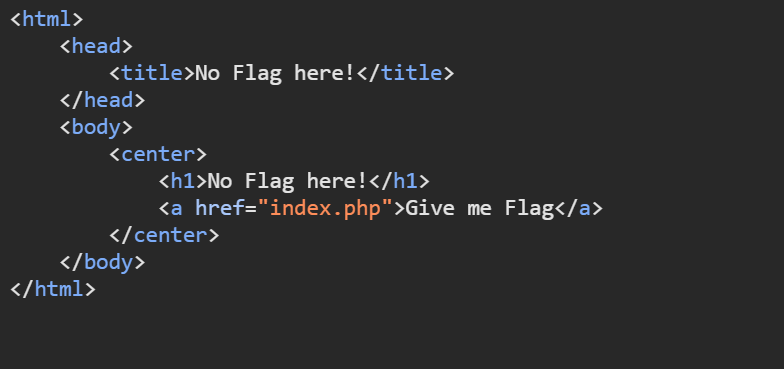 <html>
<head>
<title>No Flag here!</title>
</head>
<body>
<center>
<h1>No Flag here!</h1>
<a href="index.php">Give me Flag</a>
</center>
</body>
</html>